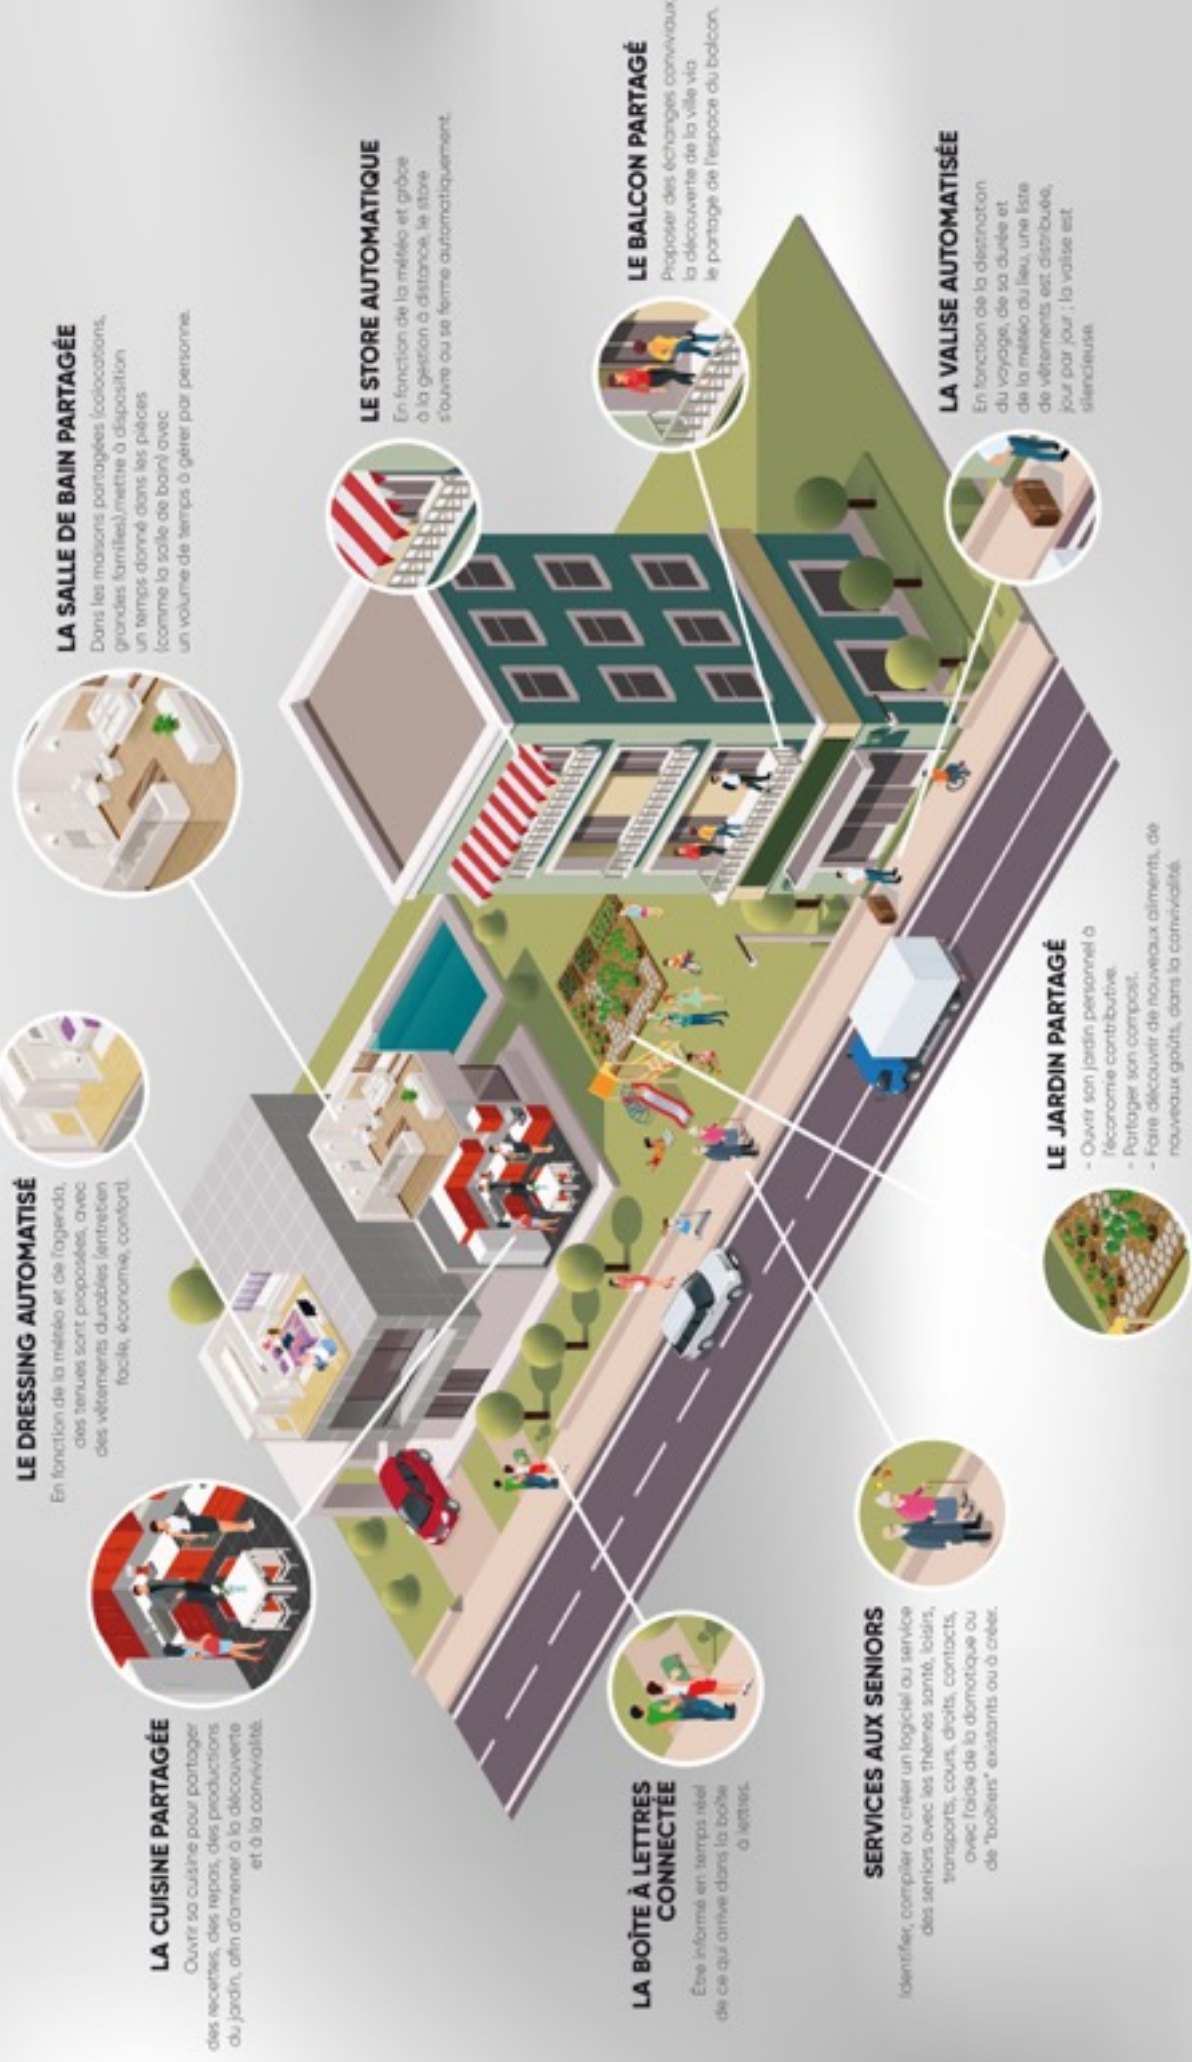 LE DRESSING AUTOMATISÉ
En fonction de la météo et de l'agenda,
des tenues sont proposées, avec
des vêtements durables (entretien
facile, économe, confort).
LA SALLE DE BAIN PARTAGÉE
Dans les maisons partagées (colocations,
grandes familles),mettre à disposition
un temps donné dans les pièces
(comme la salle de bain) avec
un volume de temps à gérer par personne.
LA CUISINE PARTAGÉE
Ouvrir sa cuisine pour partager
des recettes, des repas, des productions
du jardin, afin d'amener à la découverte
et à la convivialité.
LE STORE AUTOMATIQUE
En fonction de la météo et grâce
à la gestion à distance, le store
s'ouvre ou se ferme automatiquement.
LA BOÎTE À LETTRES
CONNECTÉE
Être informé en temps réel
de ce qui arrive dans la boîte
à lettres.
LE BALCON PARTAGÉ
Proposer des échanges conviviaux,
la découverte de la ville via
le partage de l'espace du balcon.
SERVICES AUX SENIORS
Identifier, compiler ou créer un logiciel au service
des seniors avec les thèmes santé, loisirs,
transports, cours, droits, contacts,
avec l'aide de la domotique ou
de "boîtiers" existants ou à créer.
LE JARDIN PARTAGÉ
- Ouvrir son jardin personnel à
l'économie contributive.
- Partager son compost.
- Faire découvrir de nouveaux aliments, de
nouveaux goûts, dans la convivialité.
LA VALISE AUTOMATISÉE
En fonction de la destination
du voyage, de sa durée et
de la météo du lieu, une liste
de vêtements est distribuée,
jour par jour ; la valise est
silencieuse.